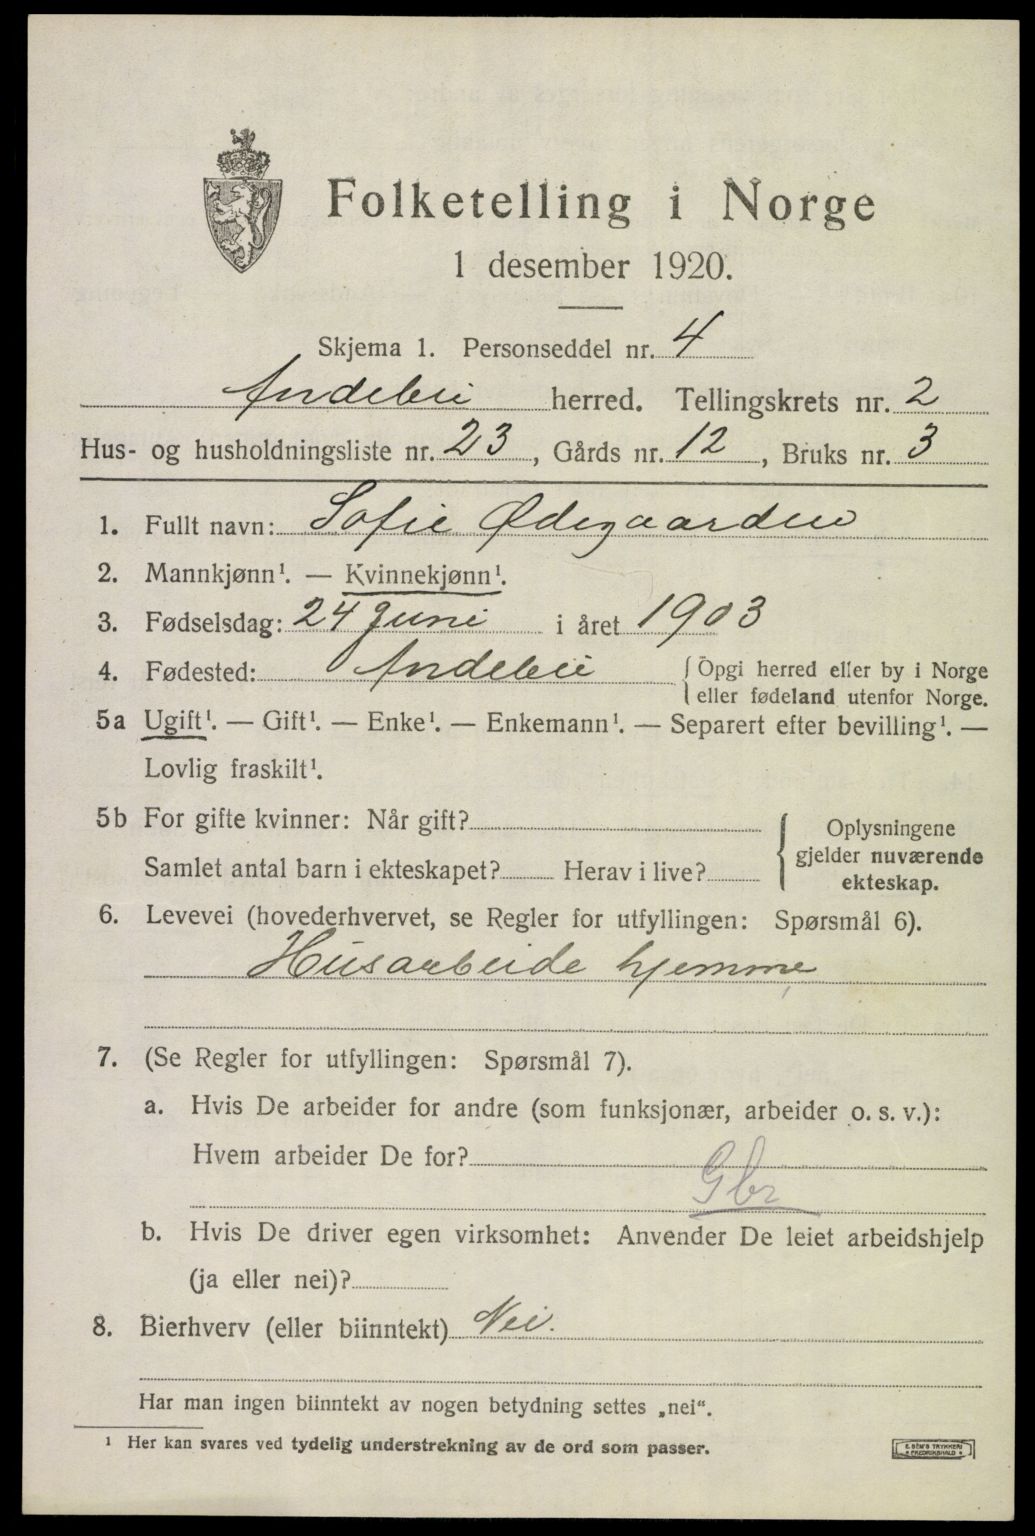 Folketelling i Norge
1 desember 1920.
Skjema 1. Personseddel nr. 4
Andebu herred. Tellingskrets nr. 2
Hus- og husholdningsliste nr. 23, Gårds nr. 12, Bruks nr. 3
1. Fullt navn: Sofie Ødegaarden
2. Mannkjønn¹. — Kvinnekjønn¹.
3. Fødselsdag: 24 Juni i året 1903
4. Fødested: Andebu {Opgi herred eller by i Norge
eller fødeland utenfor Norge.
5a Ugift¹. — Gift¹. — Enke¹. — Enkemann¹. — Separert efter bevilling¹. —
Lovlig fraskilt¹.
5b For gifte kvinner: Når gift?
Samlet antal barn i ekteskapet? Herav i live?
{Oplysningene
gjelder nuværende
ekteskap.
6. Levevei (hovederhvervet, se Regler for utfyllingen: Spørsmål 6).
Husarbeide hjemme
7. (Se Regler for utfyllingen: Spørsmål 7).
a. Hvis De arbeider for andre (som funksjonær, arbeider o. s. v.):
Hvem arbeider De for?
Gbr
b. Hvis De driver egen virksomhet: Anvender De leiet arbeidshjelp
(ja eller nei)?
8. Bierhverv (eller biinntekt) Nei.
Har man ingen biinntekt av nogen betydning settes „nei".
¹ Her kan svares ved tydelig understrekning av de ord som passer.
E. SEM'S TRYKKERI
FREDRIKSHALD